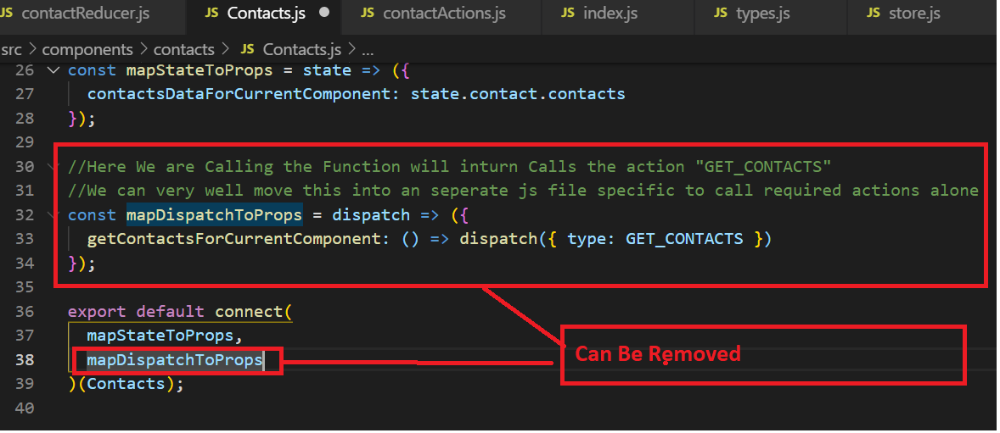 JS contactReducer.js JS Contacts.js JS contactActions.js JS index.js JS types.js JS store.js
src > components > contacts > JS Contacts.js > ...
26 const mapStateToProps = state => ({
27 contactsDataForCurrentComponent: state.contact.contacts
28 });
29
30 //Here We are Calling the Function will inturn Calls the action "GET_CONTACTS"
31 //We can very well move this into an seperate js file specific to call required actions alone
32 const mapDispatchToProps = dispatch => ({
33 getContactsForCurrentComponent: () => dispatch({ type: GET_CONTACTS })
34 });
35
36 export default connect(
37 mapStateToProps,
Can Be Removed
38 mapDispatchToProps
39 )(Contacts);
40